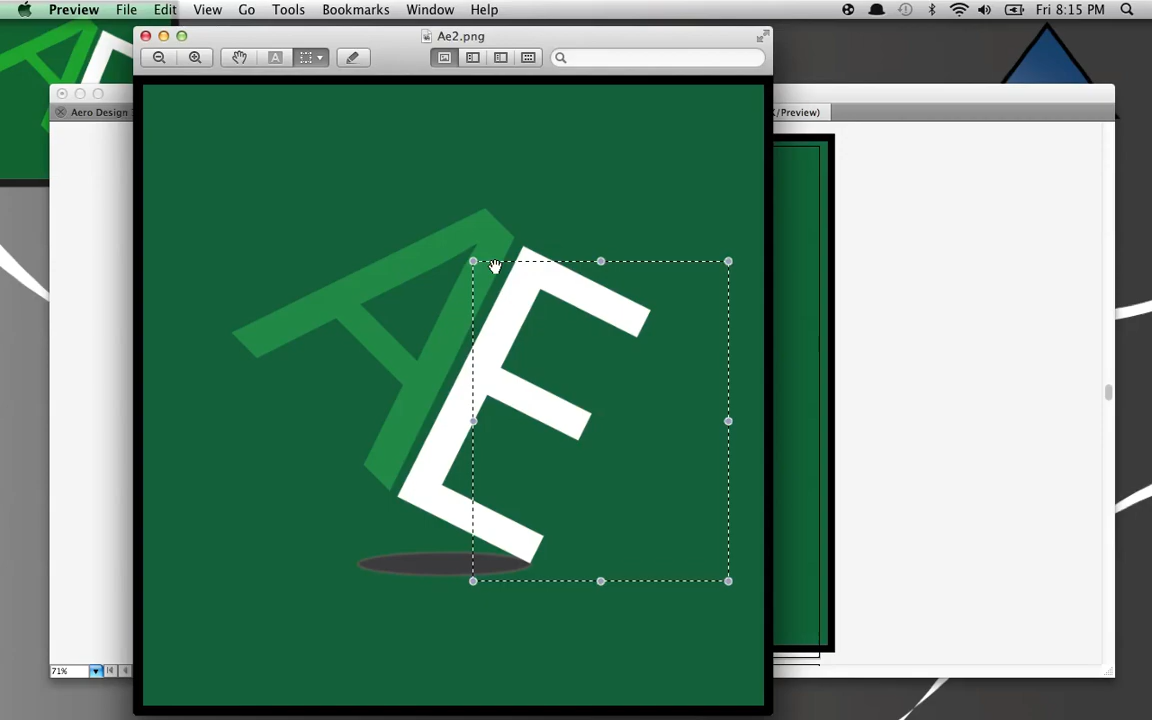 Preview File Edit View Go Tools Bookmarks Window Help Fri 8:15 PM
Ae2.png
A
Aero Design
/Preview)
AE
71%